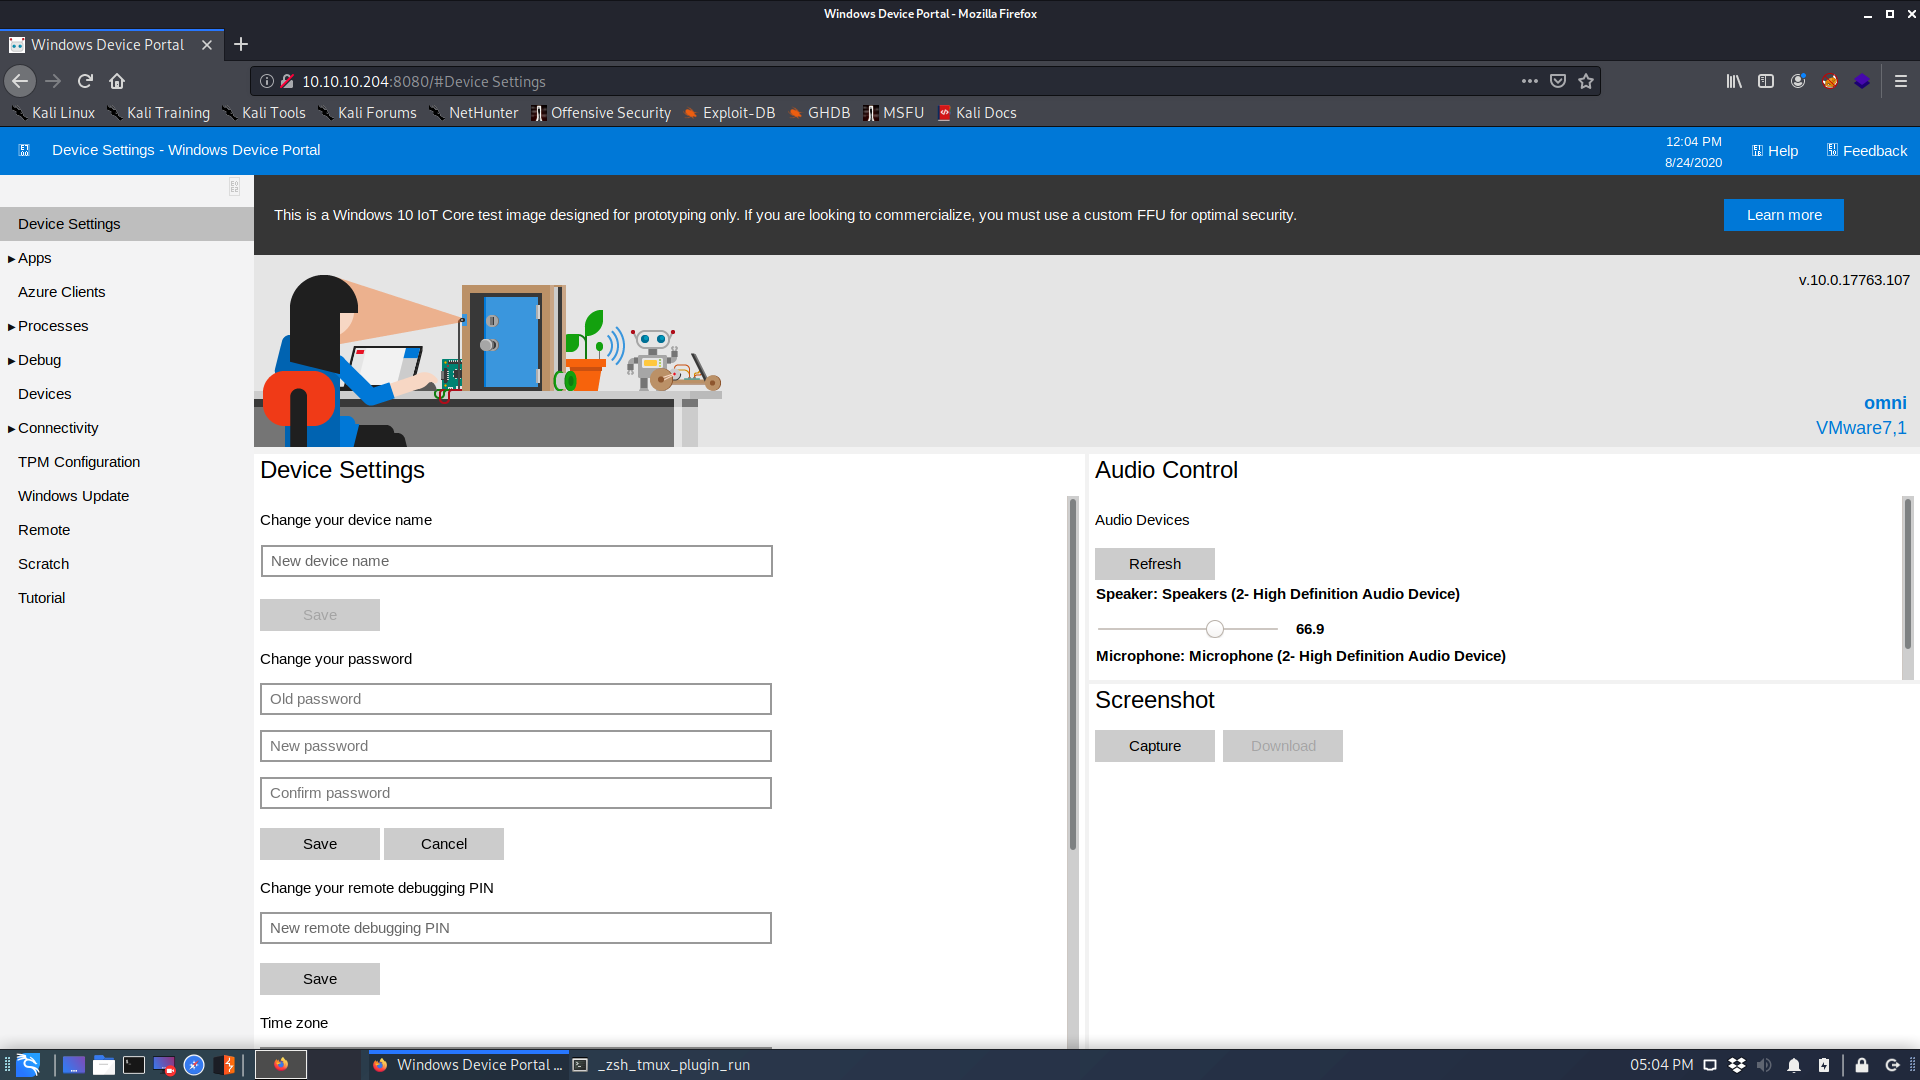 Windows Device Portal - Mozilla Firefox
Windows Device Portal
10.10.10.204:8080/#Device Settings
Kali Linux Kali Training Kali Tools Kali Forums NetHunter Offensive Security Exploit-DB GHDB MSFU Kali Docs
Device Settings - Windows Device Portal
12:04 PM
8/24/2020
Help
Feedback
Device Settings
Apps
Azure Clients
Processes
Debug
Devices
Connectivity
TPM Configuration
Windows Update
Remote
Scratch
Tutorial
This is a Windows 10 IoT Core test image designed for prototyping only. If you are looking to commercialize, you must use a custom FFU for optimal security.
Learn more
v.10.0.17763.107
omni
VMware7,1
Device Settings
Change your device name
New device name
Save
Change your password
Old password
New password
Confirm password
Save Cancel
Change your remote debugging PIN
New remote debugging PIN
Save
Time zone
Audio Control
Audio Devices
Refresh
Speaker: Speakers (2- High Definition Audio Device)
66.9
Microphone: Microphone (2- High Definition Audio Device)
Screenshot
Capture Download
Windows Device Portal ...
_zsh_tmux_plugin_run
05:04 PM